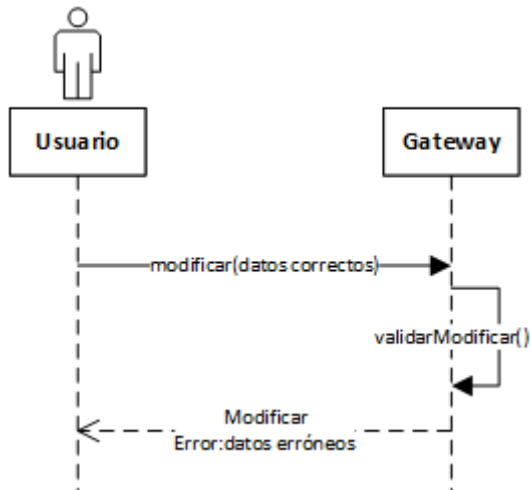 Usuario
Gateway
modificar(datos correctos)
validarModificar()
Modificar
Error:datos erróneos